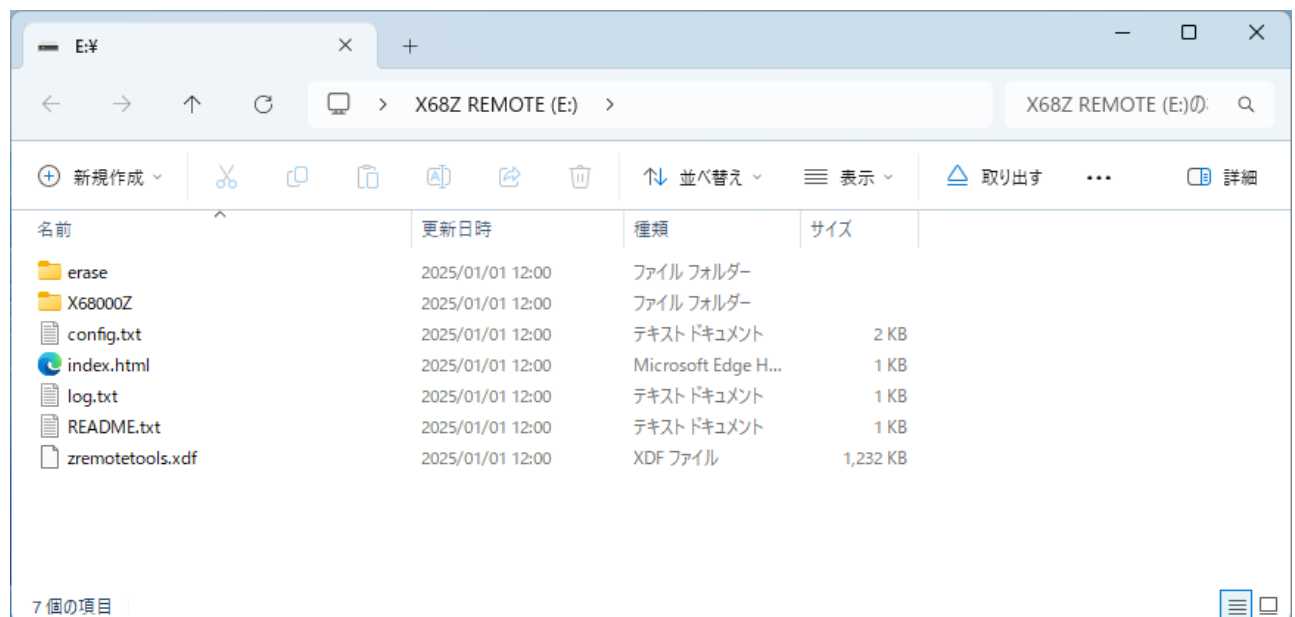 E:¥
X68Z REMOTE (E:)
X68Z REMOTE (E:)の
新規作成 並べ替え 表示 取り出す ... 詳細
名前 更新日時 種類 サイズ
erase 2025/01/01 12:00 ファイル フォルダー
X68000Z 2025/01/01 12:00 ファイル フォルダー
config.txt 2025/01/01 12:00 テキスト ドキュメント 2 KB
index.html 2025/01/01 12:00 Microsoft Edge H... 1 KB
log.txt 2025/01/01 12:00 テキスト ドキュメント 1 KB
README.txt 2025/01/01 12:00 テキスト ドキュメント 1 KB
zremotetools.xdf 2025/01/01 12:00 XDF ファイル 1,232 KB
7 個の項目